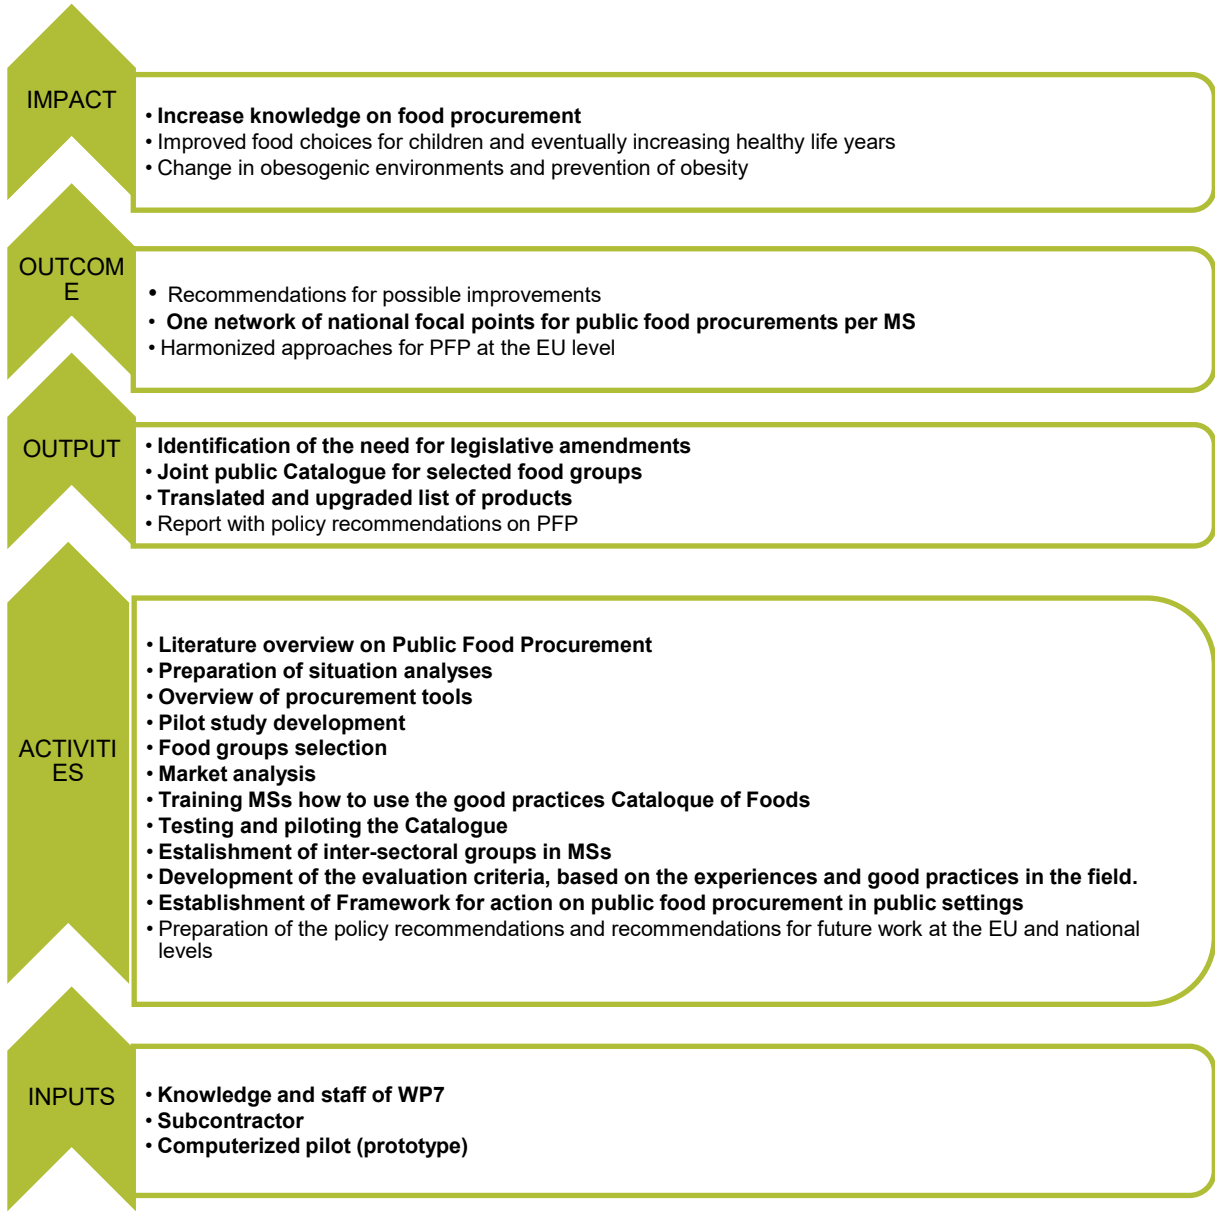 IMPACT
• Increase knowledge on food procurement
• Improved food choices for children and eventually increasing healthy life years
• Change in obesogenic environments and prevention of obesity
OUTCOM
E
• Recommendations for possible improvements
• One network of national focal points for public food procurements per MS
• Harmonized approaches for PFP at the EU level
OUTPUT
• Identification of the need for legislative amendments
• Joint public Catalogue for selected food groups
• Translated and upgraded list of products
• Report with policy recommendations on PFP
ACTIVITI
ES
• Literature overview on Public Food Procurement
• Preparation of situation analyses
• Overview of procurement tools
• Pilot study development
• Food groups selection
• Market analysis
• Training MSs how to use the good practices Cataloque of Foods
• Testing and piloting the Catalogue
• Estalishment of inter-sectoral groups in MSs
• Development of the evaluation criteria, based on the experiences and good practices in the field.
• Establishment of Framework for action on public food procurement in public settings
• Preparation of the policy recommendations and recommendations for future work at the EU and national
levels
INPUTS
• Knowledge and staff of WP7
• Subcontractor
• Computerized pilot (prototype)